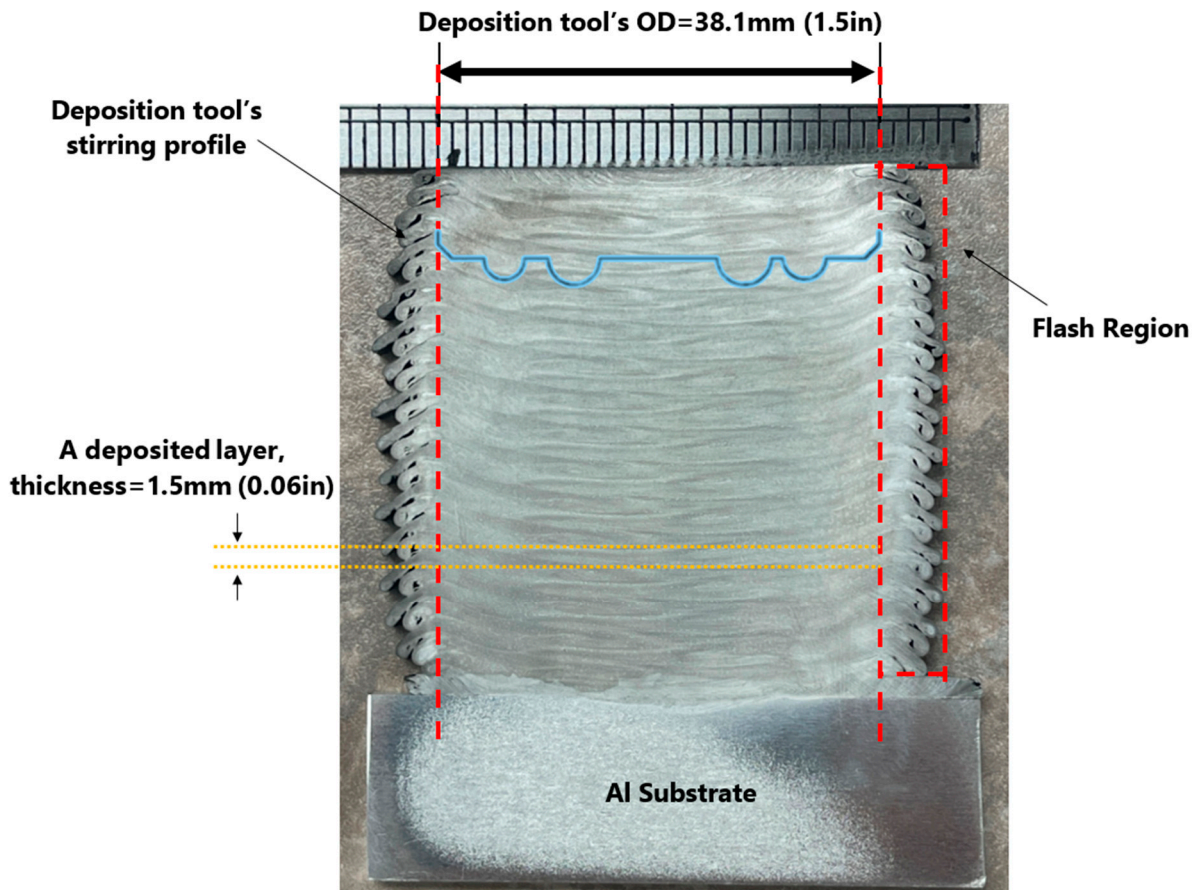 Deposition tool’s OD=38.1mm (1.5in)
Deposition tool’s
stirring profile
Flash Region
A deposited layer,
thickness=1.5mm (0.06in)
Al Substrate